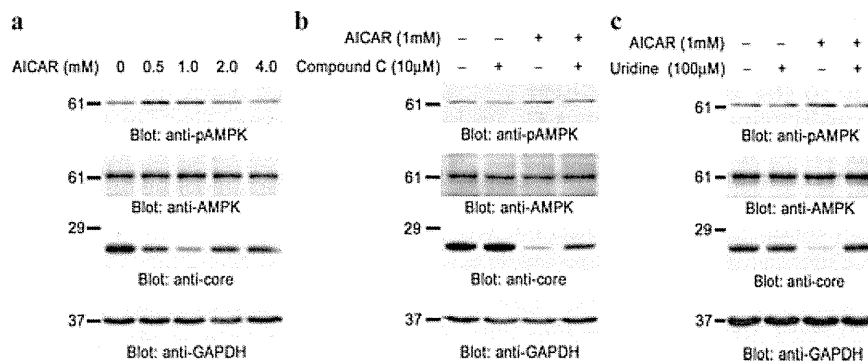 a
AICAR (mM) 0 0.5 1.0 2.0 4.0
61
Blot: anti-pAMPK
61
Blot: anti-AMPK
29
Blot: anti-core
37
Blot: anti-GAPDH
b
AICAR (1mM) – – + +
Compound C (10μM) – + – +
61
Blot: anti-pAMPK
61
Blot: anti-AMPK
29
Blot: anti-core
37
Blot: anti-GAPDH
c
AICAR (1mM) – – + +
Uridine (100μM) – + – +
61
Blot: anti-pAMPK
61
Blot: anti-AMPK
29
Blot: anti-core
37
Blot: anti-GAPDH